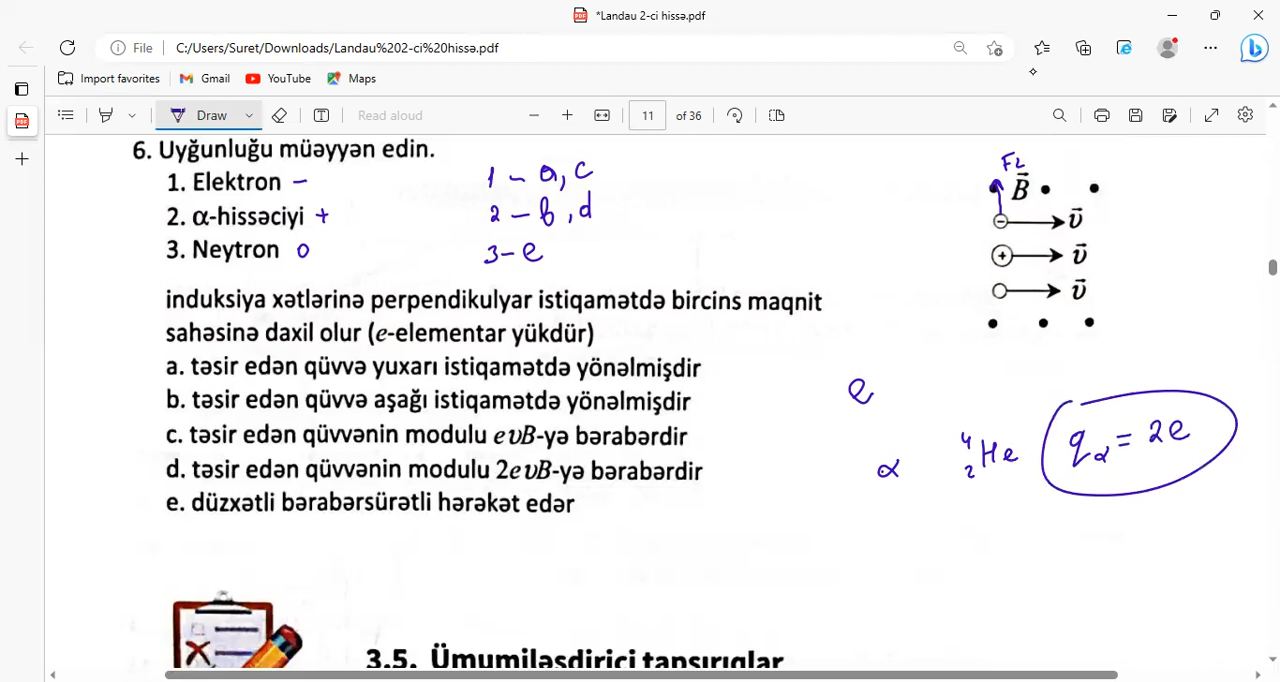 *Landau 2-ci hissə.pdf
File C:/Users/Suret/Downloads/Landau%202-ci%20hissə.pdf
Import favorites Gmail YouTube Maps
Draw Read aloud 11 of 36
6. Uyğunluğu müəyyən edin.
1. Elektron − 1 − a, c
2. α-hissəciyi + 2 − b, d
3. Neytron 0 3 − e
induksiya xətlərinə perpendikulyar istiqamətdə bircins maqnit
sahəsinə daxil olur (e-elementar yükdür)
a. təsir edən qüvvə yuxarı istiqamətdə yönəlmişdir
b. təsir edən qüvvə aşağı istiqamətdə yönəlmişdir
c. təsir edən qüvvənin modulu eυB-yə bərabərdir
d. təsir edən qüvvənin modulu 2eυB-yə bərabərdir
e. düzxətli bərabərsürətli hərəkət edər
F_L
B⃗
− υ⃗
+ υ⃗
υ⃗
e
α ⁴₂He q_α = 2e
3.5. Ümumiləşdirici tapşırıqlar